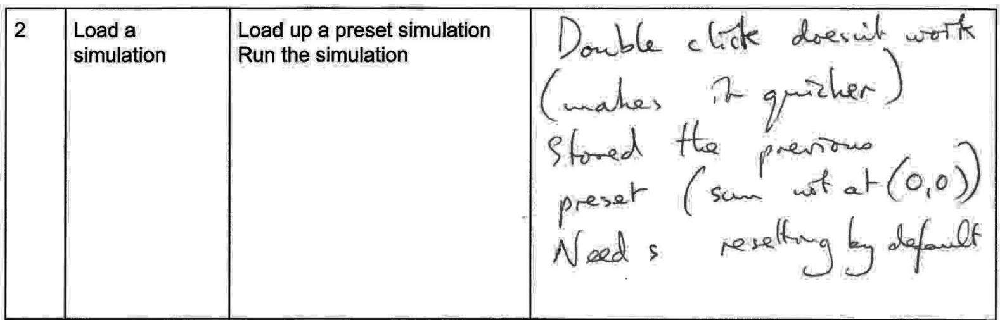 2
Load a
simulation
Load up a preset simulation
Run the simulation
Double click doesn't work
(makes it quicker)
Stored the previous
preset (sun not at (0,0))
Needs resetting by default